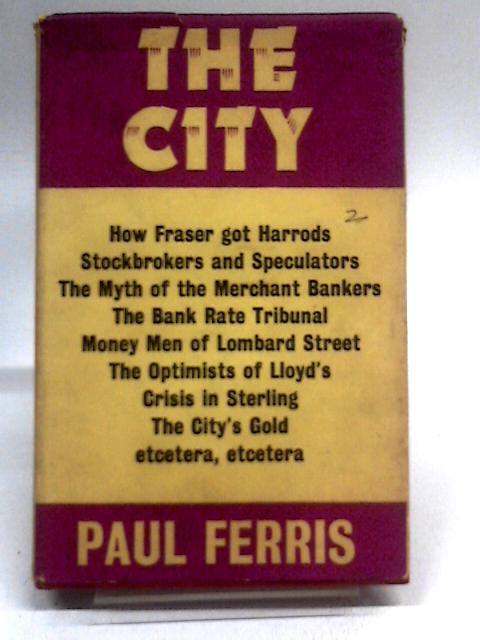 THE
CITY
2
How Fraser got Harrods
Stockbrokers and Speculators
The Myth of the Merchant Bankers
The Bank Rate Tribunal
Money Men of Lombard Street
The Optimists of Lloyd's
Crisis in Sterling
The City's Gold
etcetera, etcetera
PAUL FERRIS